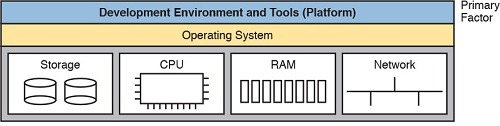 Development Environment and Tools (Platform)
Primary
Factor
Operating System
Storage
CPU
RAM
Network